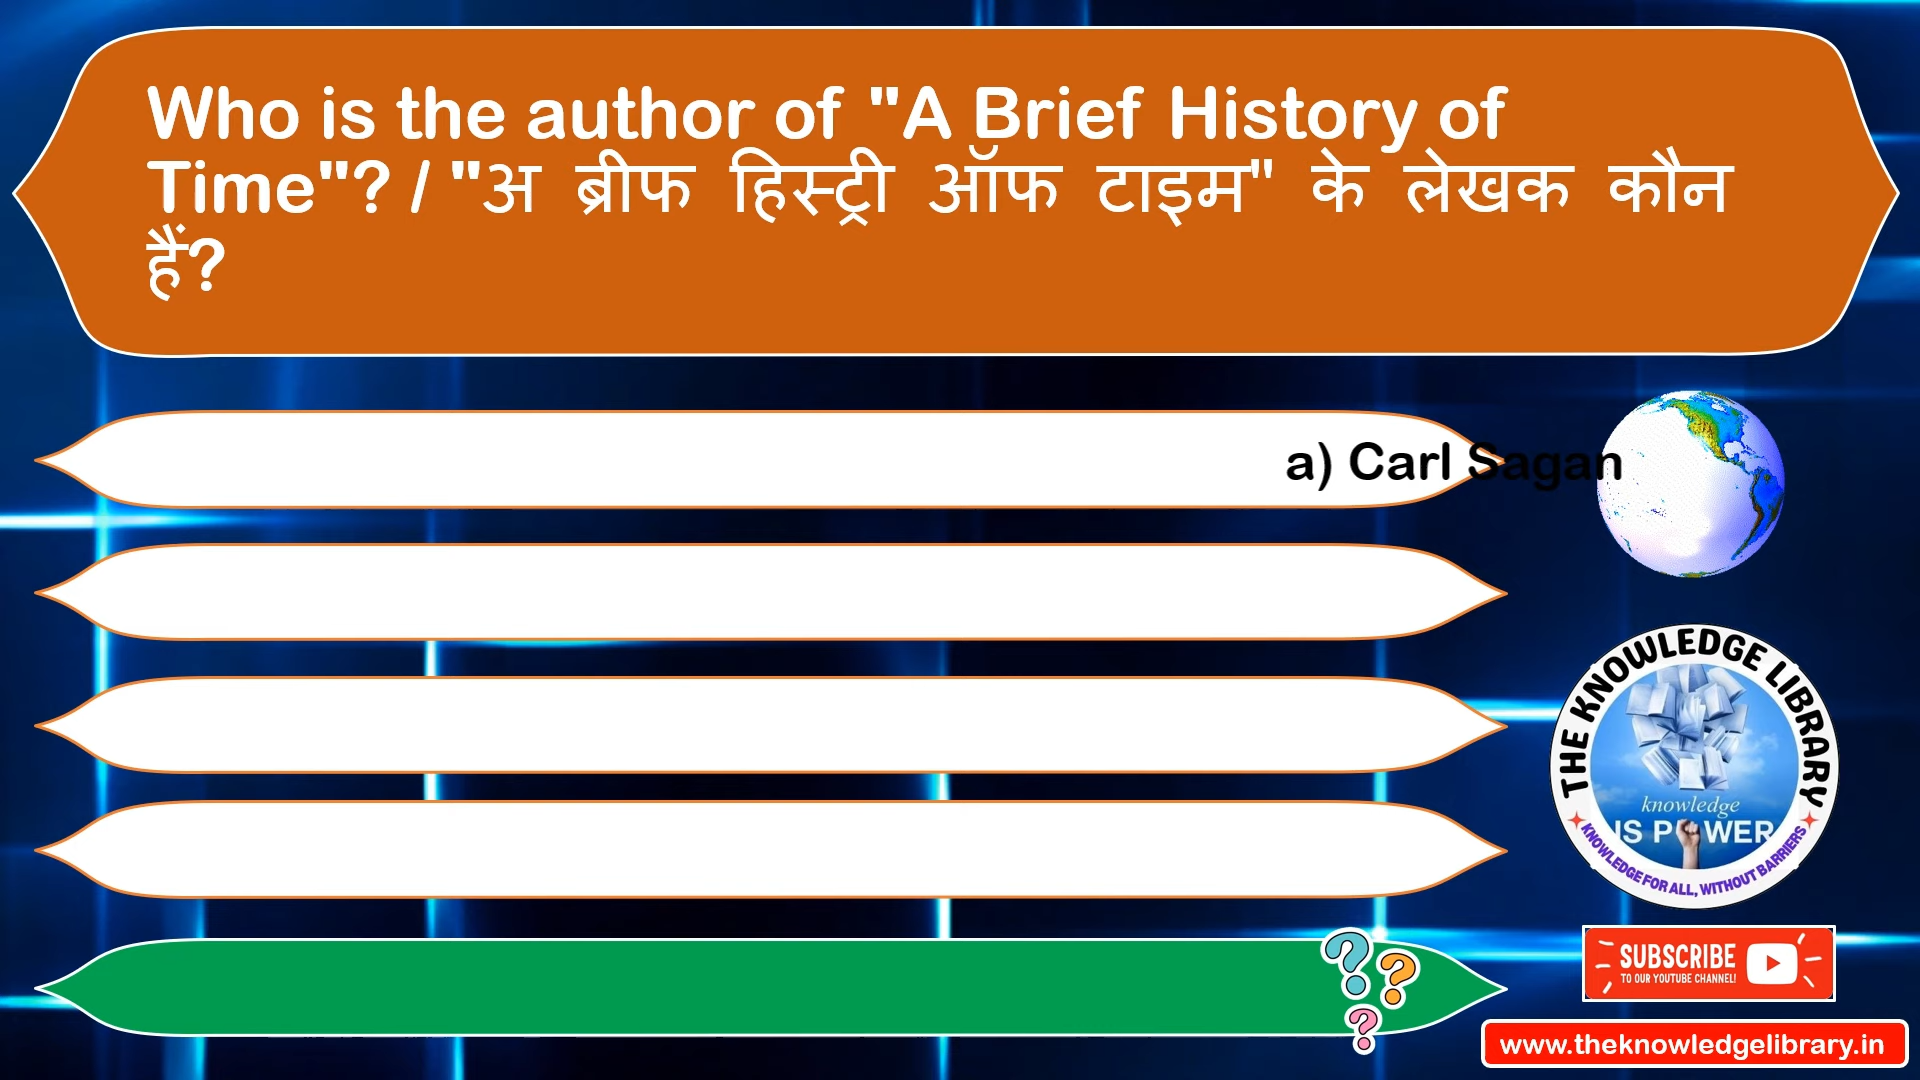 Who is the author of "A Brief History of
Time"? / "अ ब्रीफ हिस्ट्री ऑफ टाइम" के लेखक कौन
हैं?
a) Carl Sagan
THE KNOWLEDGE LIBRARY
knowledge
IS POWER
KNOWLEDGE FOR ALL, WITHOUT BARRIERS
SUBSCRIBE
TO OUR YOUTUBE CHANNEL!
? ? ?
www.theknowledgelibrary.in